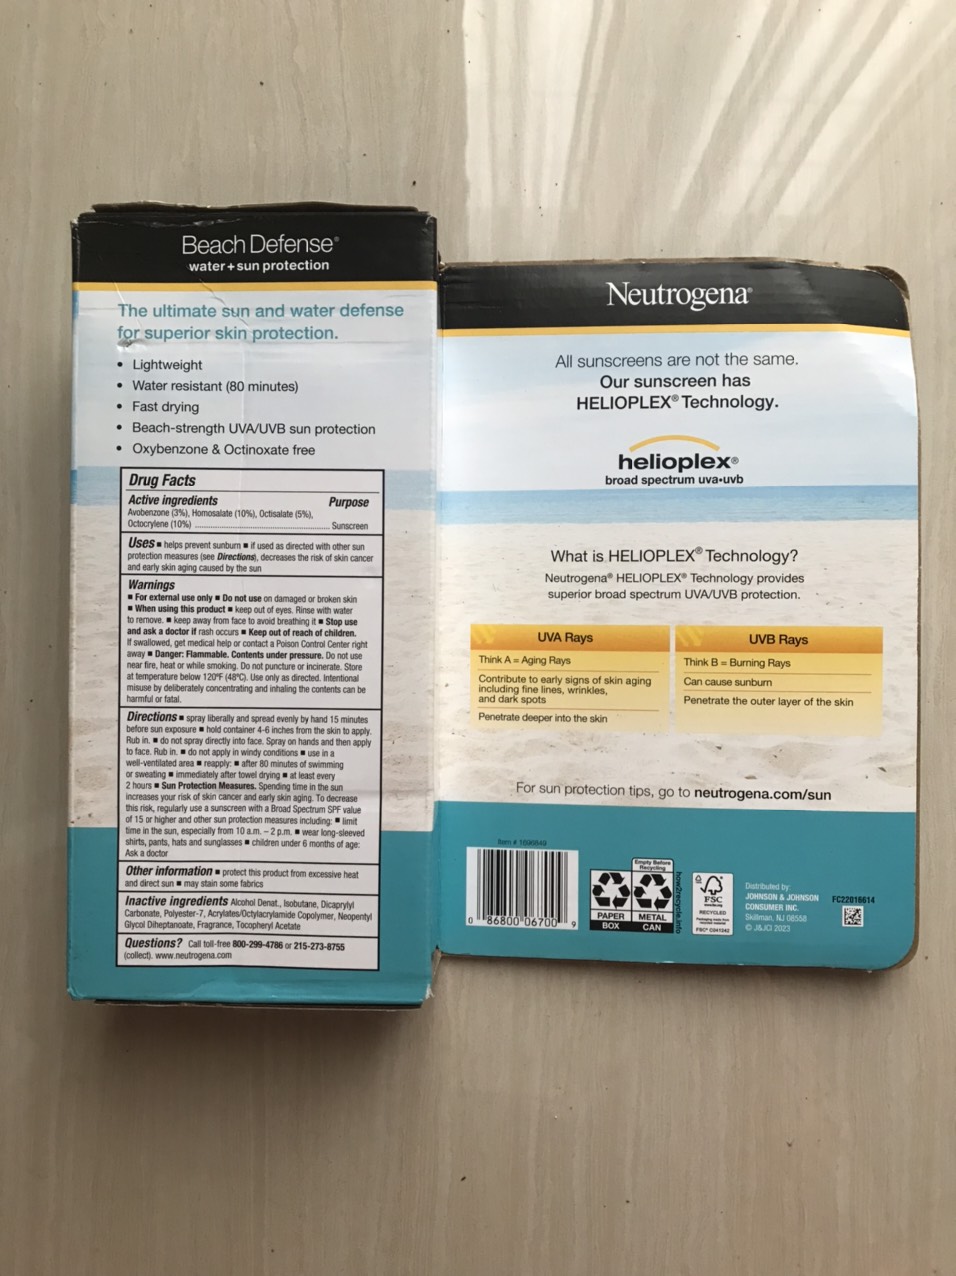 Beach Defense®
water+sun protection
The ultimate sun and water defense
for superior skin protection.
• Lightweight
• Water resistant (80 minutes)
• Fast drying
• Beach-strength UVA/UVB sun protection
• Oxybenzone & Octinoxate free
Drug Facts
Active ingredients Purpose
Avobenzone (3%), Homosalate (10%), Octisalate (5%),
Octocrylene (10%) ........................................ Sunscreen
Uses ■ helps prevent sunburn ■ if used as directed with other sun
protection measures (see Directions), decreases the risk of skin cancer
and early skin aging caused by the sun
Warnings
■ For external use only ■ Do not use on damaged or broken skin
■ When using this product ■ keep out of eyes. Rinse with water
to remove. ■ keep away from face to avoid breathing it ■ Stop use
and ask a doctor if rash occurs ■ Keep out of reach of children.
If swallowed, get medical help or contact a Poison Control Center right
away ■ Danger: Flammable. Contents under pressure. Do not use
near fire, heat or while smoking. Do not puncture or incinerate. Store
at temperature below 120°F (48°C). Use only as directed. Intentional
misuse by deliberately concentrating and inhaling the contents can be
harmful or fatal.
Directions ■ spray liberally and spread evenly by hand 15 minutes
before sun exposure ■ hold container 4-6 inches from the skin to apply.
Rub in. ■ do not spray directly into face. Spray on hands and then apply
to face. Rub in. ■ do not apply in windy conditions ■ use in a
well-ventilated area ■ reapply: ■ after 80 minutes of swimming
or sweating ■ immediately after towel drying ■ at least every
2 hours ■ Sun Protection Measures. Spending time in the sun
increases your risk of skin cancer and early skin aging. To decrease
this risk, regularly use a sunscreen with a Broad Spectrum SPF value
of 15 or higher and other sun protection measures including: ■ limit
time in the sun, especially from 10 a.m. – 2 p.m. ■ wear long-sleeved
shirts, pants, hats and sunglasses ■ children under 6 months of age:
Ask a doctor
Other information ■ protect this product from excessive heat
and direct sun ■ may stain some fabrics
Inactive ingredients Alcohol Denat., Isobutane, Dicaprylyl
Carbonate, Polyester-7, Acrylates/Octylacrylamide Copolymer, Neopentyl
Glycol Diheptanoate, Fragrance, Tocopheryl Acetate
Questions? Call toll-free 800-299-4786 or 215-273-8755
(collect). www.neutrogena.com
Neutrogena®
All sunscreens are not the same.
Our sunscreen has
HELIOPLEX® Technology.
helioplex®
broad spectrum uva•uvb
What is HELIOPLEX® Technology?
Neutrogena® HELIOPLEX® Technology provides
superior broad spectrum UVA/UVB protection.
UVA Rays
Think A = Aging Rays
Contribute to early signs of skin aging
including fine lines, wrinkles,
and dark spots
Penetrate deeper into the skin
UVB Rays
Think B = Burning Rays
Can cause sunburn
Penetrate the outer layer of the skin
For sun protection tips, go to neutrogena.com/sun
Item # 1696849
0 86800 06700 9
Empty Before
Recycling
PAPER
BOX
METAL
CAN
how2recycle.info
FSC
RECYCLED
FSC® C041242
Distributed by:
JOHNSON & JOHNSON
CONSUMER INC.
Skillman, NJ 08558
© J&JCI 2023
FC22016614